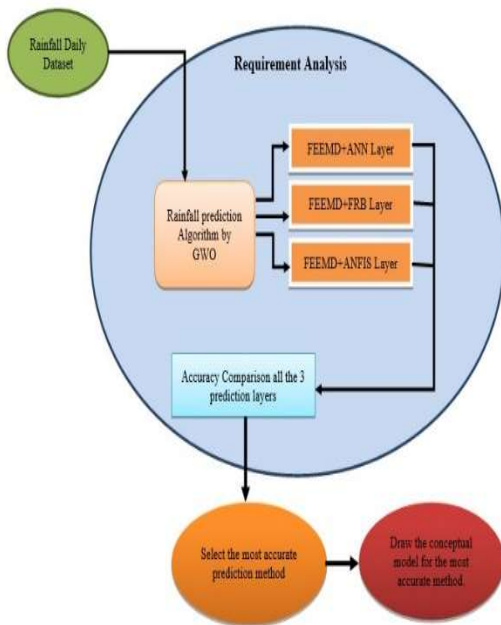 Rainfall Daily
Dataset
Requirement Analysis
FEEMD+ANN Layer
Rainfall prediction
Algorithm by
GWO
FEEMD+FRB Layer
FEEMD+ANFIS Layer
Accuracy Comparison all the 3
prediction layers
Select the most accurate
prediction method
Draw the conceptual
model for the most
accurate method.